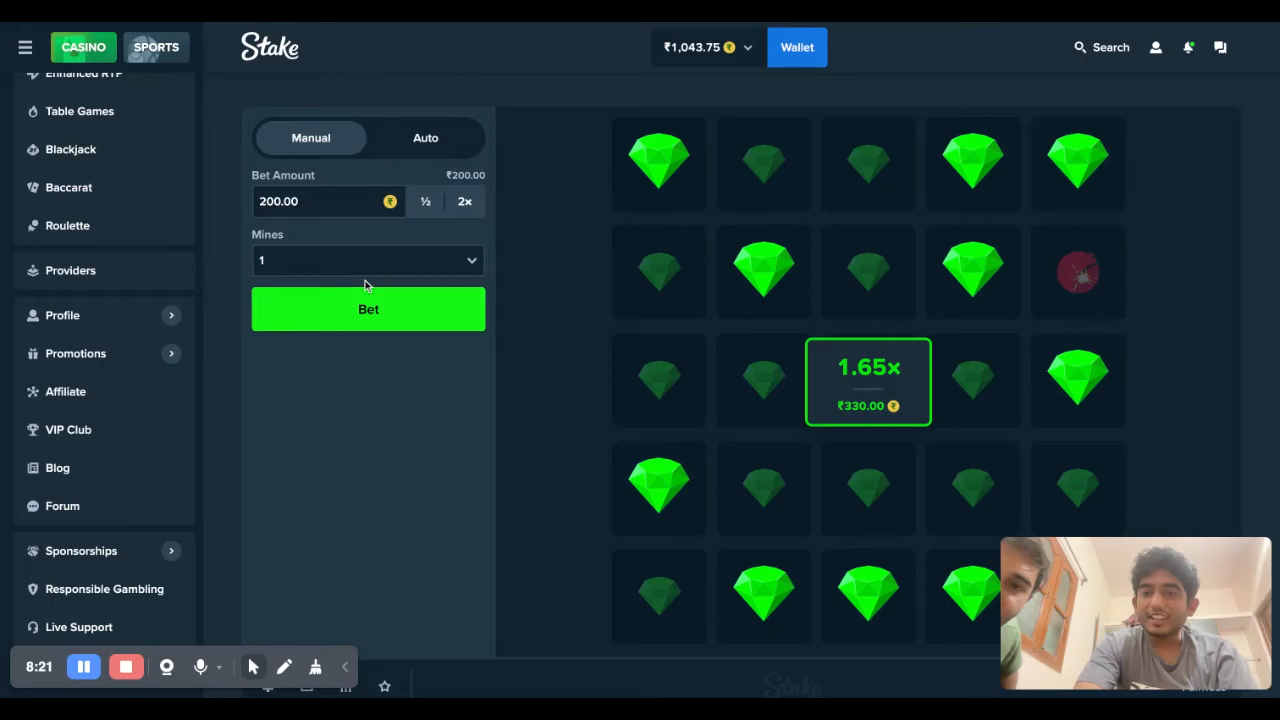 CASINO
SPORTS
Stake
₹1,043.75
Wallet
Search
Enhanced RTP
Table Games
Blackjack
Baccarat
Roulette
Providers
Profile
Promotions
Affiliate
VIP Club
Blog
Forum
Sponsorships
Responsible Gambling
Live Support
Manual
Auto
Bet Amount
₹200.00
200.00
½
2×
Mines
1
Bet
1.65×
₹330.00
8:21
Stake
Fairness